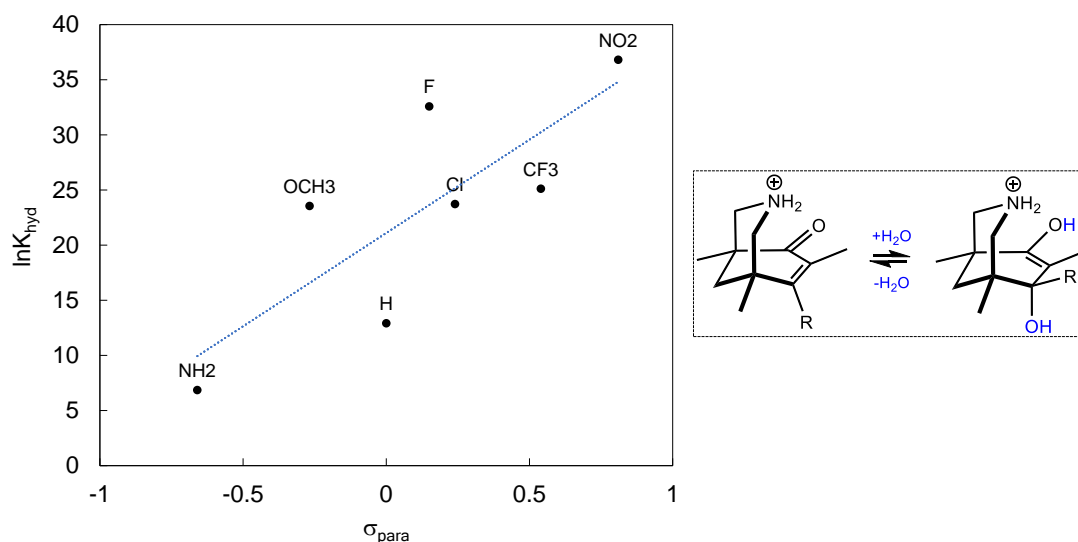 40
35
30
25
20
15
10
5
0
-1
-0.5
0
0.5
1
lnKhyd
σpara
NO2
F
CF3
Cl
OCH3
H
NH2
⊕
NH2
O
R
+H2O
-H2O
⊕
NH2
OH
R
OH